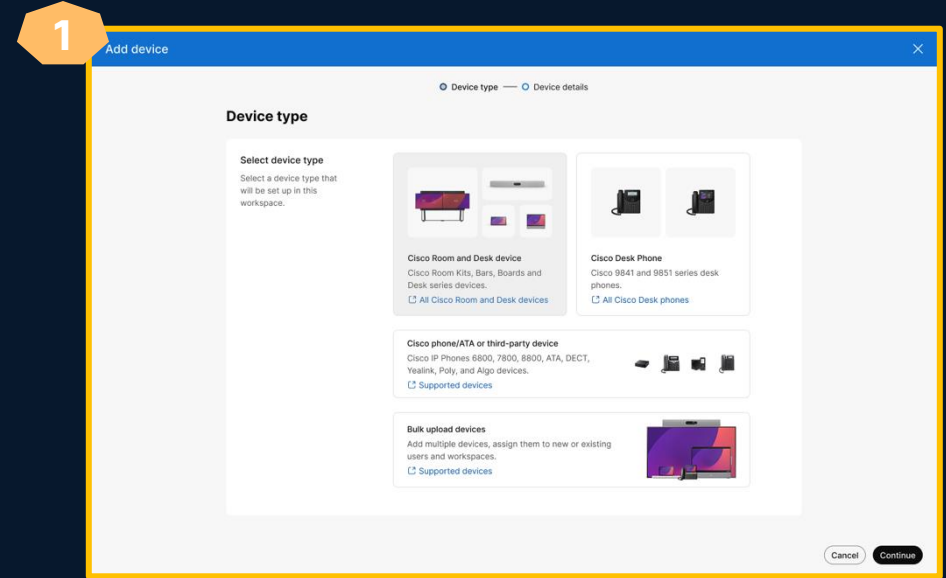 1
Add device
Device type
Device details
Device type
Select device type
Select a device type that
will be set up in this
workspace.
Cisco Room and Desk device
Cisco Room Kits, Bars, Boards and
Desk series devices.
All Cisco Room and Desk devices
Cisco Desk Phone
Cisco 9841 and 9851 series desk
phones.
All Cisco Desk phones
Cisco phone/ATA or third-party device
Cisco IP Phones 6800, 7800, 8800, ATA, DECT,
Yealink, Poly, and Algo devices.
Supported devices
Bulk upload devices
Add multiple devices, assign them to new or existing
users and workspaces.
Supported devices
Cancel
Continue